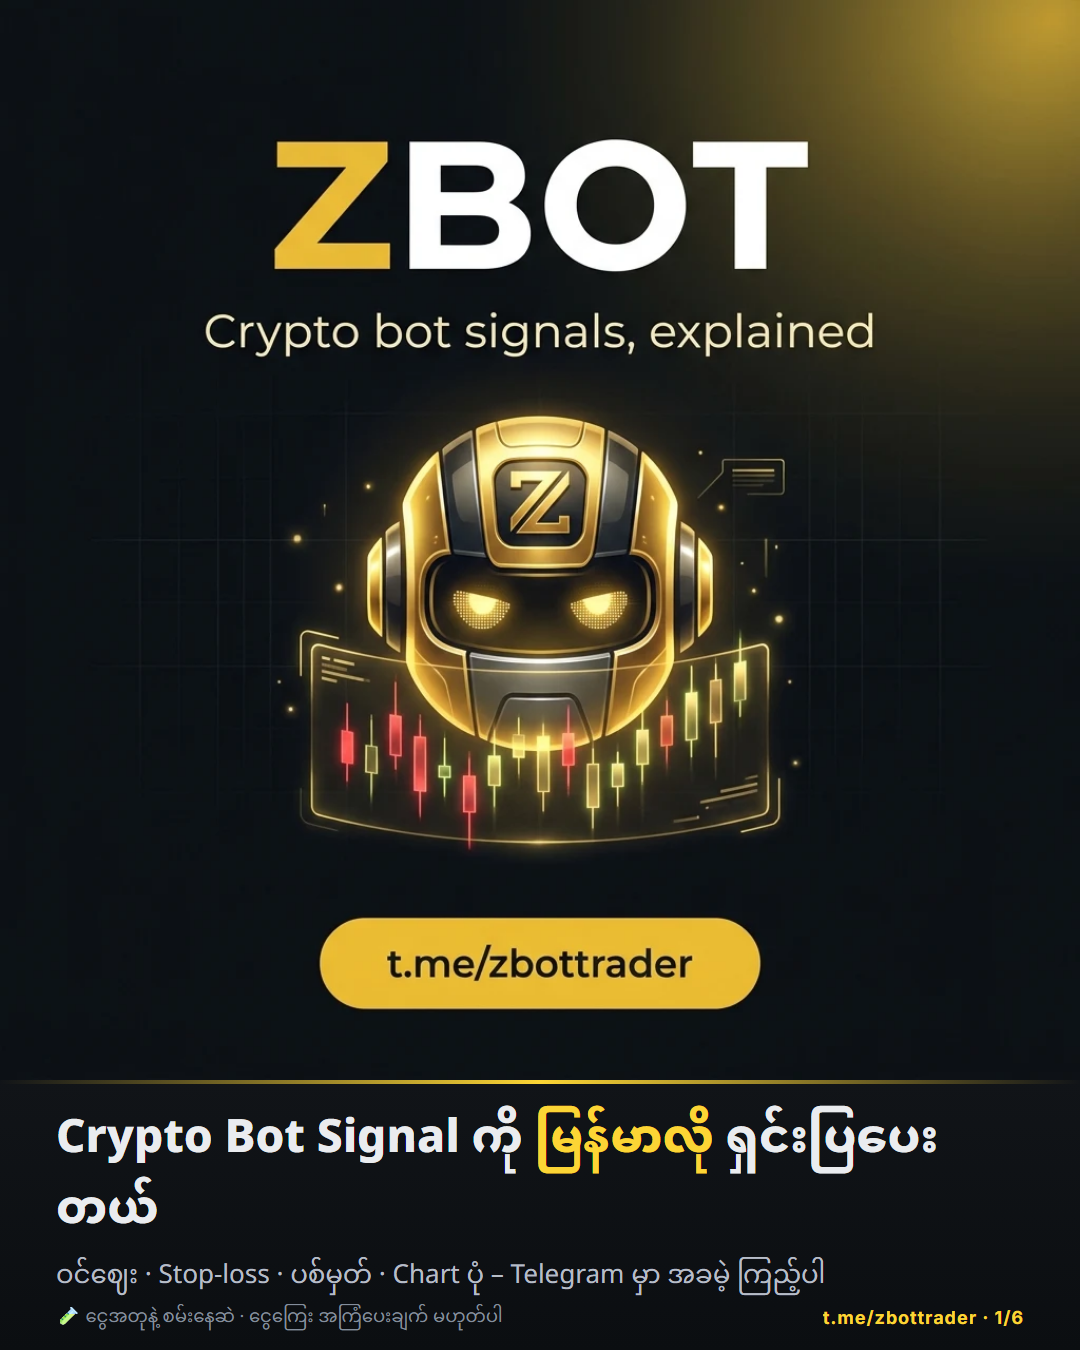 ZBOT
Crypto bot signals, explained
Z
t.me/zbottrader
Crypto Bot Signal ကို မြန်မာလို ရှင်းပြပေး
တယ်
ဝင်ဈေး · Stop-loss · ပစ်မှတ် · Chart ပုံ – Telegram မှာ အခမဲ့ ကြည့်ပါ
🧪 ငွေအတုနဲ့ စမ်းနေဆဲ · ငွေကြေး အကြံပေးချက် မဟုတ်ပါ
t.me/zbottrader · 1/6